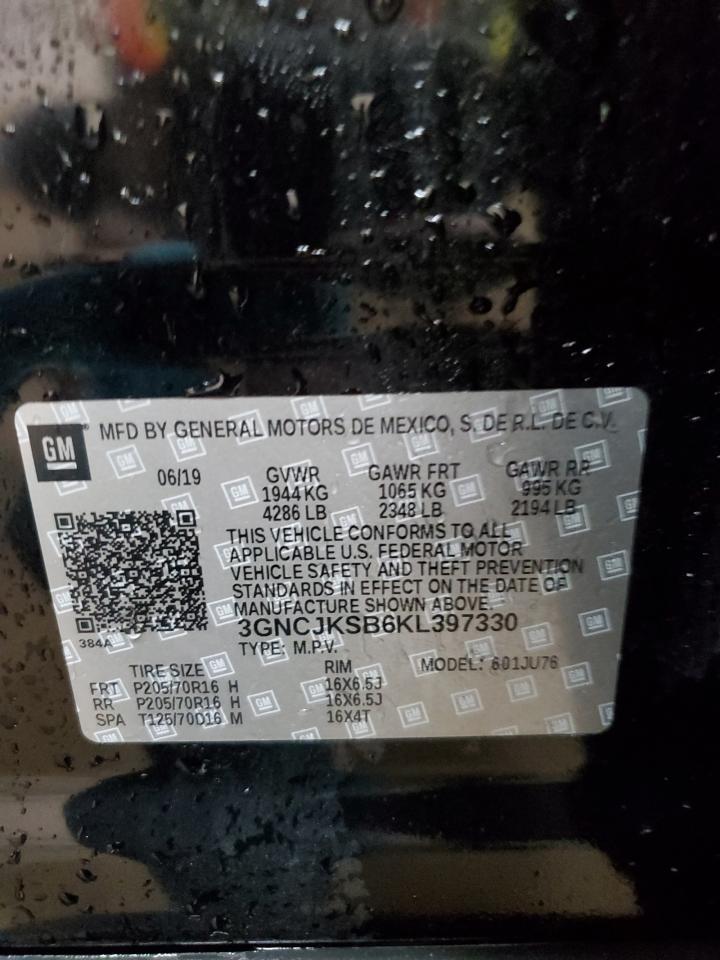 GM ® MFD BY GENERAL MOTORS DE MEXICO, S. DE R.L. DE C.V.
06/19 GVWR GAWR FRT GAWR RR
1944 KG 1065 KG 995 KG
4286 LB 2348 LB 2194 LB
THIS VEHICLE CONFORMS TO ALL
APPLICABLE U.S. FEDERAL MOTOR
VEHICLE SAFETY AND THEFT PREVENTION
STANDARDS IN EFFECT ON THE DATE OF
MANUFACTURE SHOWN ABOVE.
384A 3GNCJKSB6KL397330
TYPE: M.P.V. MODEL: 601JU76
TIRE SIZE RIM
FRT P205/70R16 H 16X6.5J
RR P205/70R16 H 16X6.5J
SPA T125/70D16 M 16X4T